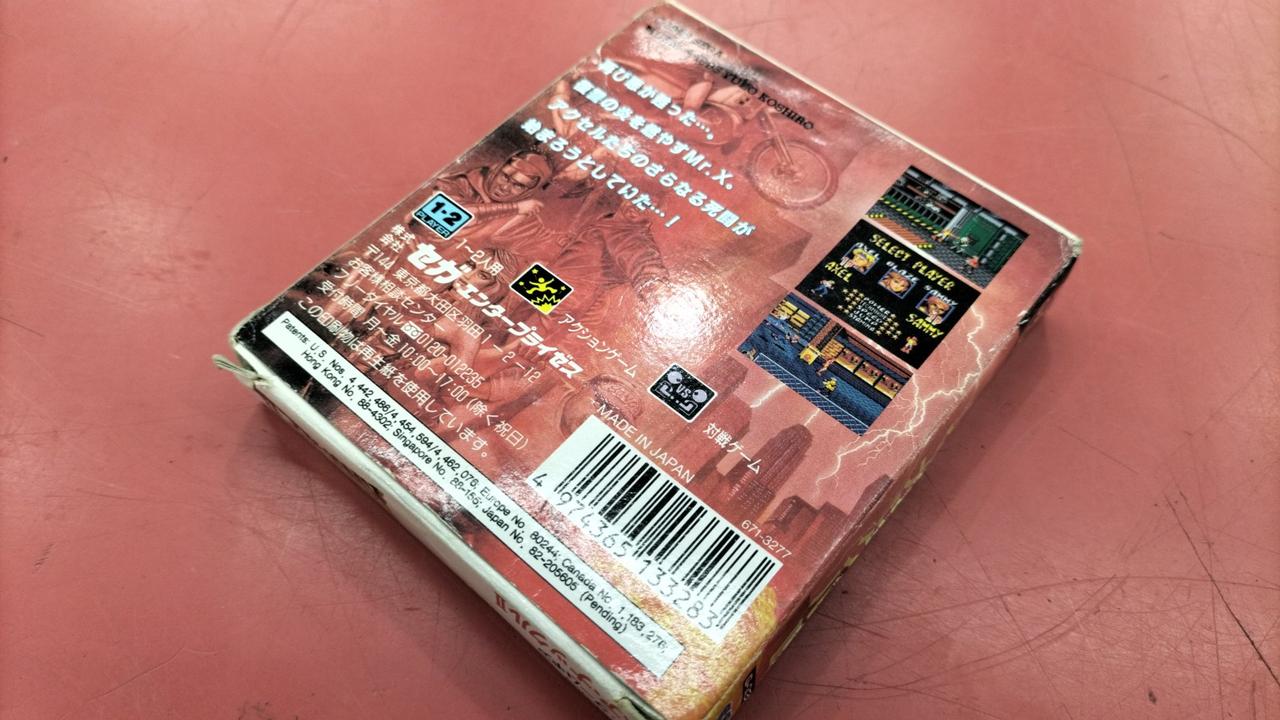 YUZO KOSHIRO
再び魔が甦った…。
復讐の炎を燃やすMr.X。
アクセルたちのさらなる死闘が
始まろうとしていた…!
SELECT PLAYER
AXEL
BLAZE
SAMMY
SAMMY
1-2
PLAYER
1-2人用
アクションゲーム
VS
対戦ゲーム
株式
会社
セガ・エンタープライゼス
〒144 東京都大田区羽田1-2-12
お客様相談センター
フリーダイヤル 0120-012235
受付時間 月~金 10:00~17:00(除く祝日)
この印刷物は再生紙を使用しています。
MADE IN JAPAN
671-3277
4 974365 133283
Patents: U.S. Nos. 4,442,486/4,454,594/4,462,076, Europe No. 80244, Canada No. 1,183,276,
Hong Kong No. 88-4302, Singapore No. 88-155, Japan No. 82-205605 (Pending)